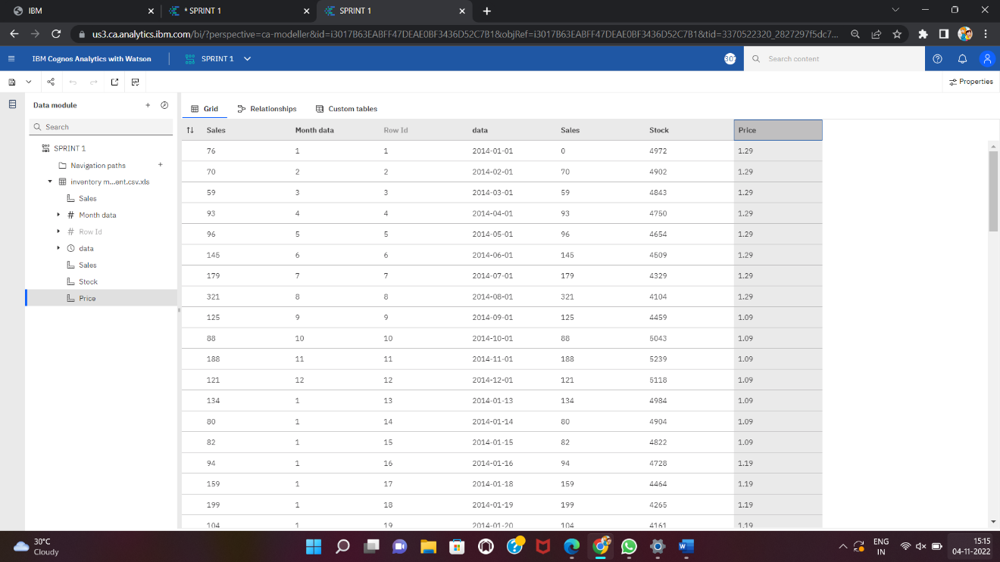 IBM * SPRINT 1 SPRINT 1
us3.ca.analytics.ibm.com/bi/?perspective=ca-modeller&id=i3017B63EABFF47DEAE0BF3436D52C7B1&objRef=i3017B63EABFF47DEAE0BF3436D52C7B1&tid=3370522320_2827297f5dc7...
IBM Cognos Analytics with Watson SPRINT 1 Search content
Properties
Data module
Search
SPRINT 1
Navigation paths
inventory m...ent.csv.xls
Sales
Month data
Row Id
data
Sales
Stock
Price
Grid Relationships Custom tables
Sales Month data Row Id data Sales Stock Price
76 1 1 2014-01-01 0 4972 1.29
70 2 2 2014-02-01 70 4902 1.29
59 3 3 2014-03-01 59 4843 1.29
93 4 4 2014-04-01 93 4750 1.29
96 5 5 2014-05-01 96 4654 1.29
145 6 6 2014-06-01 145 4509 1.29
179 7 7 2014-07-01 179 4329 1.29
321 8 8 2014-08-01 321 4104 1.29
125 9 9 2014-09-01 125 4459 1.09
88 10 10 2014-10-01 88 5043 1.09
188 11 11 2014-11-01 188 5239 1.09
121 12 12 2014-12-01 121 5118 1.09
134 1 13 2014-01-13 134 4984 1.09
80 1 14 2014-01-14 80 4904 1.09
82 1 15 2014-01-15 82 4822 1.09
94 1 16 2014-01-16 94 4728 1.19
159 1 17 2014-01-18 159 4464 1.19
199 1 18 2014-01-19 199 4265 1.19
104 1 19 2014-01-20 104 4161 1.19
30°C
Cloudy
ENG
IN
15:15
04-11-2022